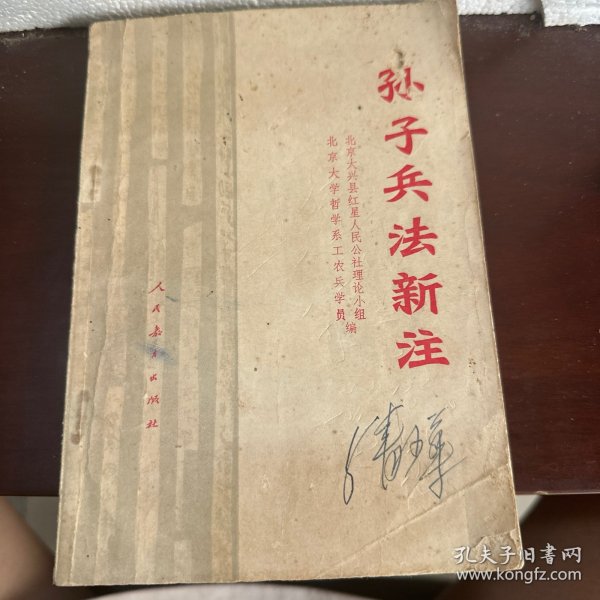 孙子兵法新注
北京大兴县红星人民公社理论小组
北京大学哲学系工农兵学员
编
人民教育出版社
孔夫子旧书网
www.kongfz.com